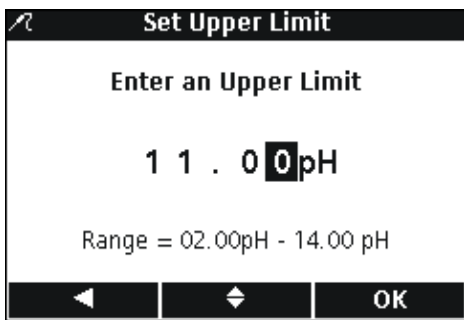 Set Upper Limit
Enter an Upper Limit
11.00pH
Range = 02.00pH - 14.00 pH
OK